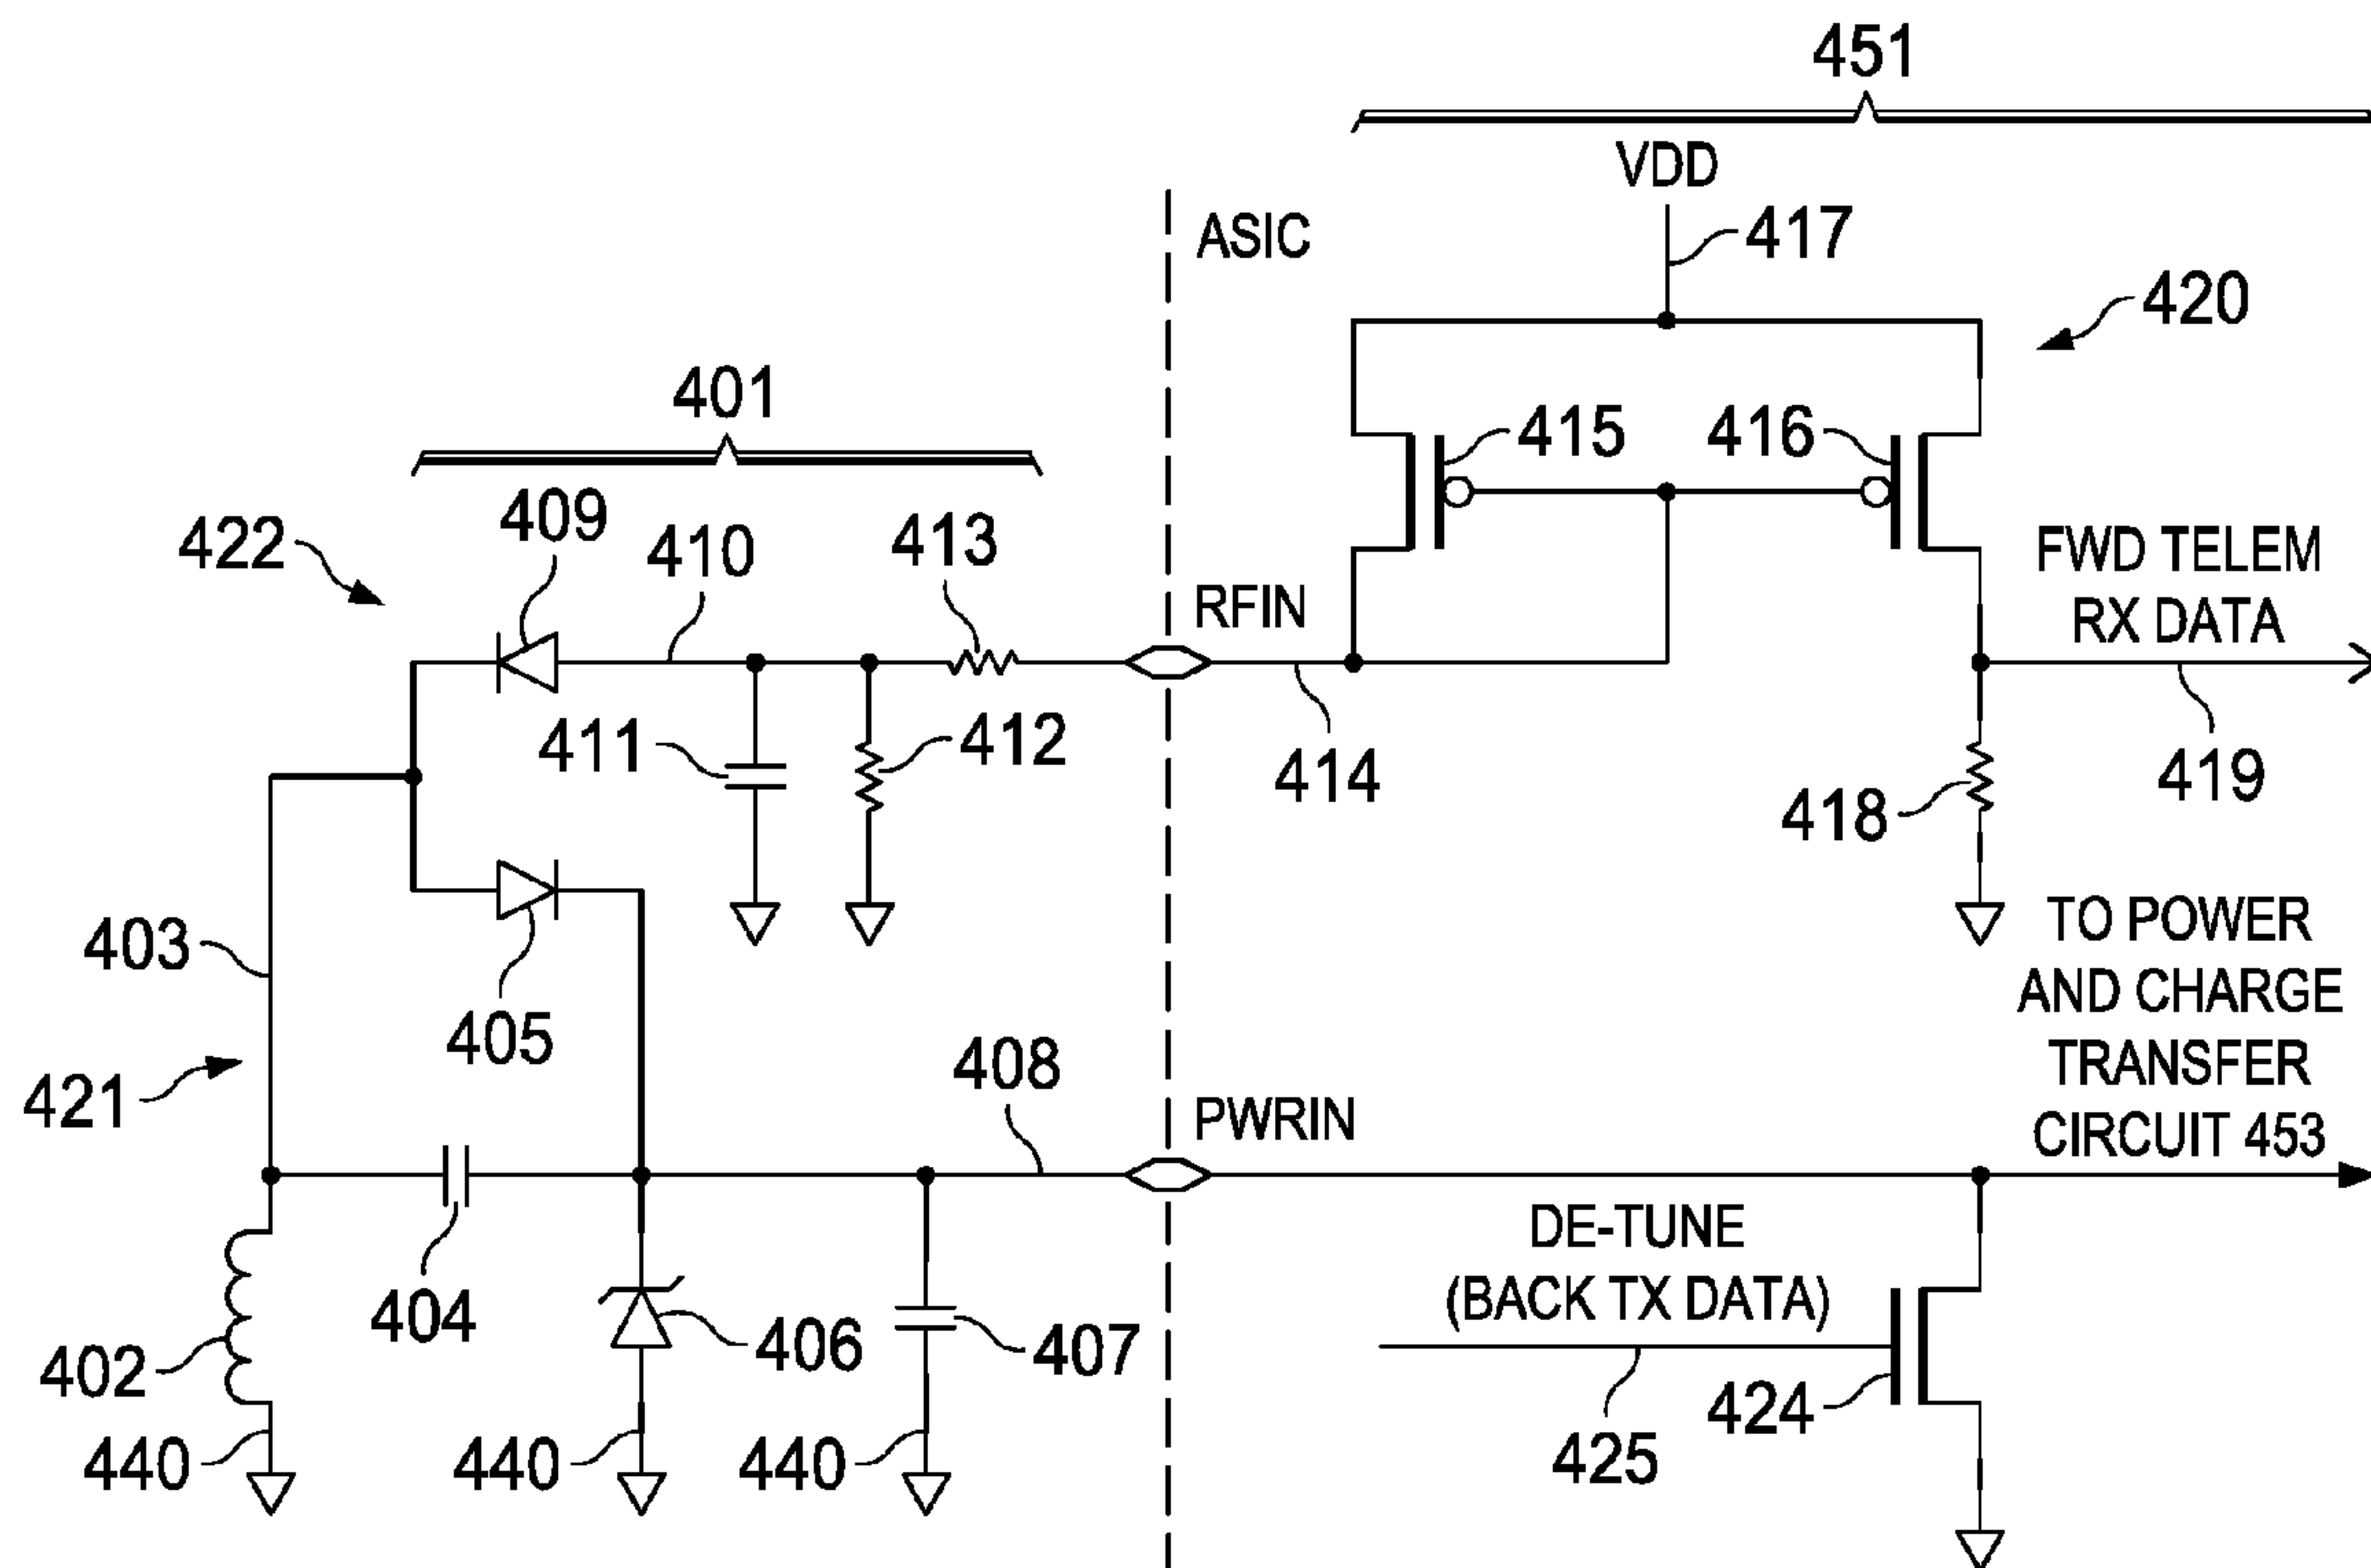 451
VDD
ASIC
417
420
401
415
416
409
422
410
413
RFIN
FWD TELEM
RX DATA
411
412
414
418
419
403
405
TO POWER
AND CHARGE
TRANSFER
CIRCUIT 453
408
421
PWRIN
DE-TUNE
(BACK TX DATA)
404
402
406
407
424
440
440
440
425